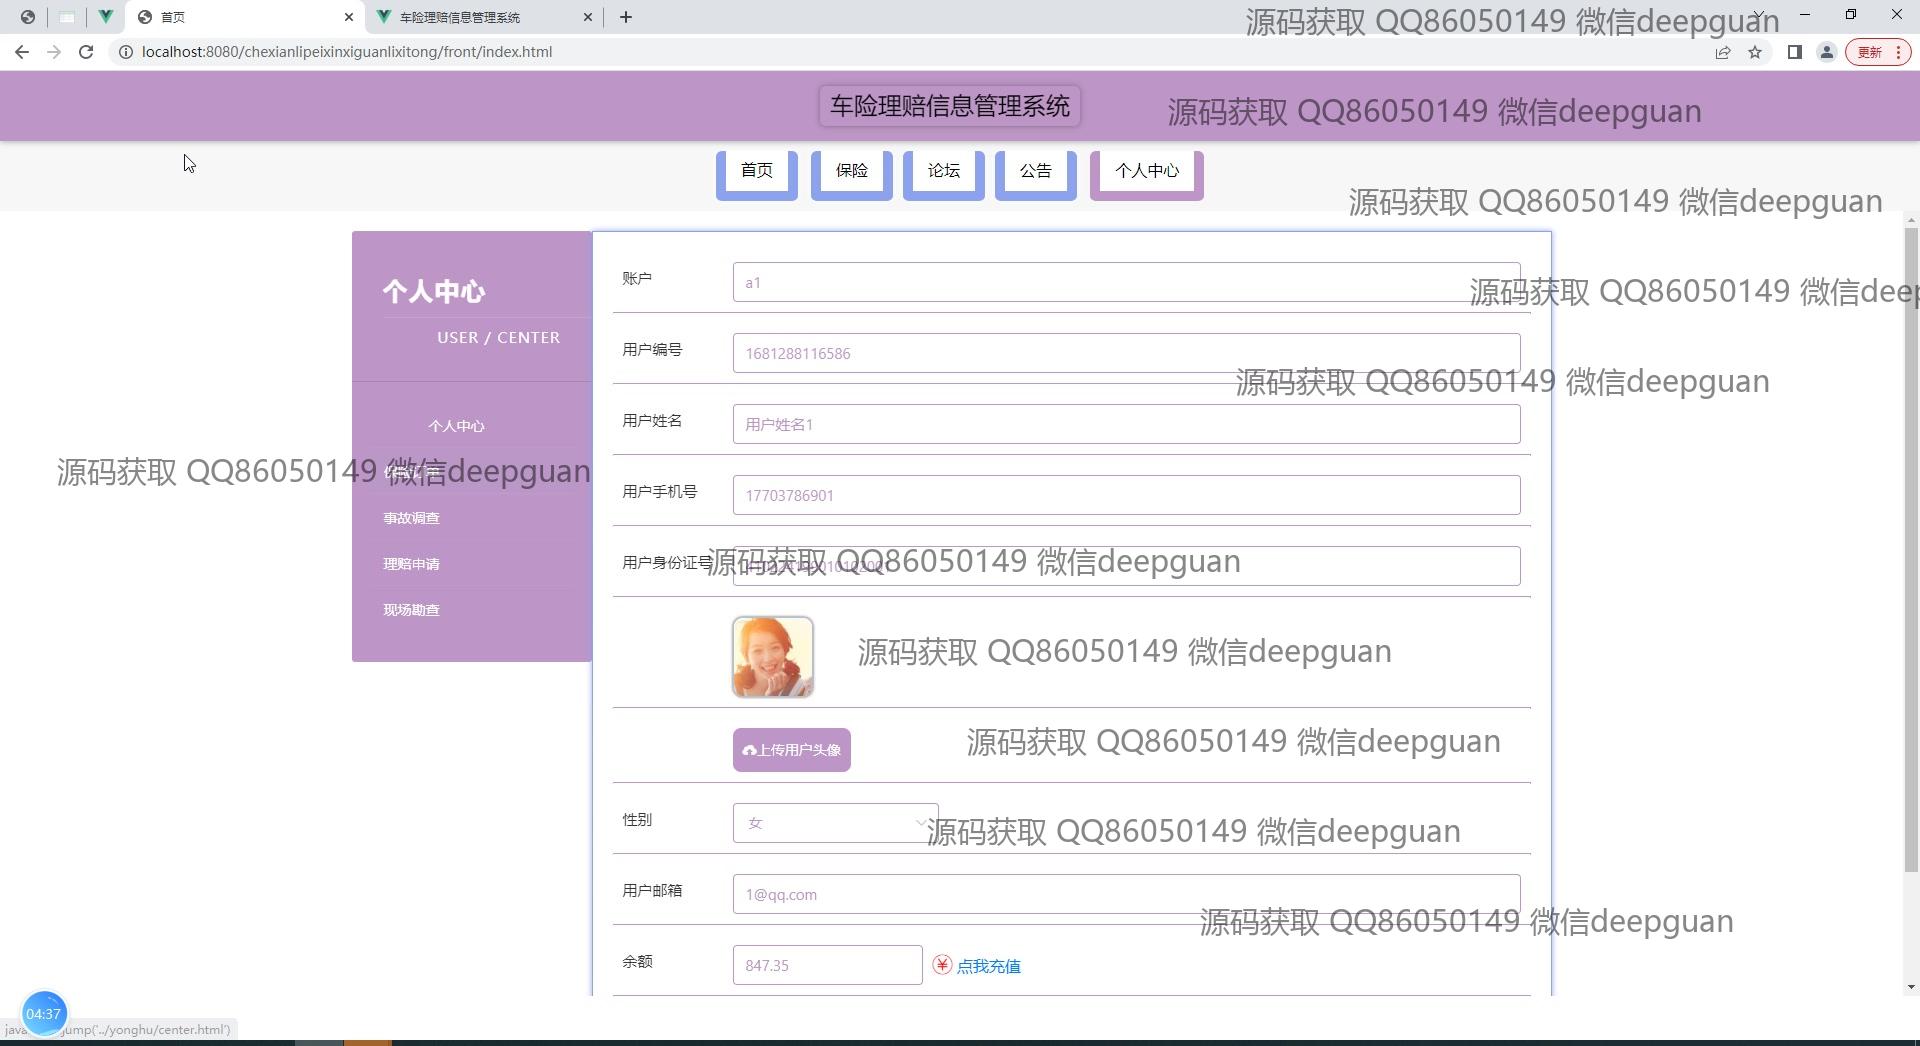 首页
车险理赔信息管理系统
源码获取 QQ86050149 微信deepguan
localhost:8080/chexianlipeixinxiguanlixitong/front/index.html
更新
车险理赔信息管理系统
源码获取 QQ86050149 微信deepguan
首页
保险
论坛
公告
个人中心
源码获取 QQ86050149 微信deepguan
个人中心
USER / CENTER
个人中心
源码获取 QQ86050149 微信deepguan
事故调查
理赔申请
现场勘查
账户
a1
源码获取 QQ86050149 微信deep
用户编号
1681288116586
源码获取 QQ86050149 微信deepguan
用户姓名
用户姓名1
用户手机号
17703786901
用户身份证号
源码获取 QQ86050149 微信deepguan
源码获取 QQ86050149 微信deepguan
上传用户头像
源码获取 QQ86050149 微信deepguan
性别
女
源码获取 QQ86050149 微信deepguan
用户邮箱
1@qq.com
源码获取 QQ86050149 微信deepguan
余额
847.35
点我充值
04:37
jump('../yonghu/center.html')